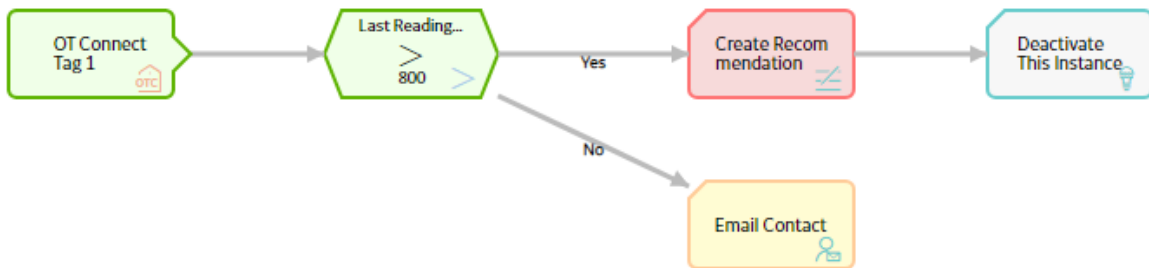 OT Connect
Tag 1
OTC
Last Reading...
>
800
>
Yes
Create Recom
mendation
Deactivate
This Instance
No
Email Contact